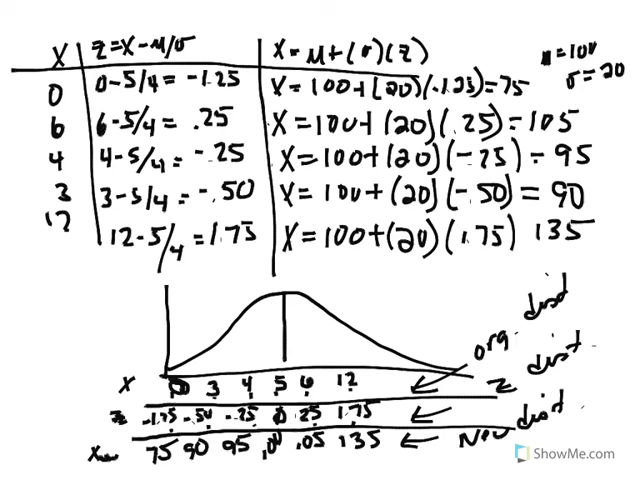 X z=X-μ/σ X=μ+(σ)(z) μ=100
σ=20
0 0-5/4=-1.25 X=100+(20)(-1.25)=75
6 6-5/4= .25 X=100+(20)(.25)=105
4 4-5/4=-.25 X=100+(20)(-.25)=95
3 3-5/4=-.50 X=100+(20)(-.50)=90
12 12-5/4=1.75 X=100+(20)(1.75) 135
org. dist
X 0 3 4 5 6 12 ←
z dist
z -1.25 -.50 -.25 0 .25 1.75 ←
New dist
Xnew 75 90 95 100 105 135 ←
ShowMe.com